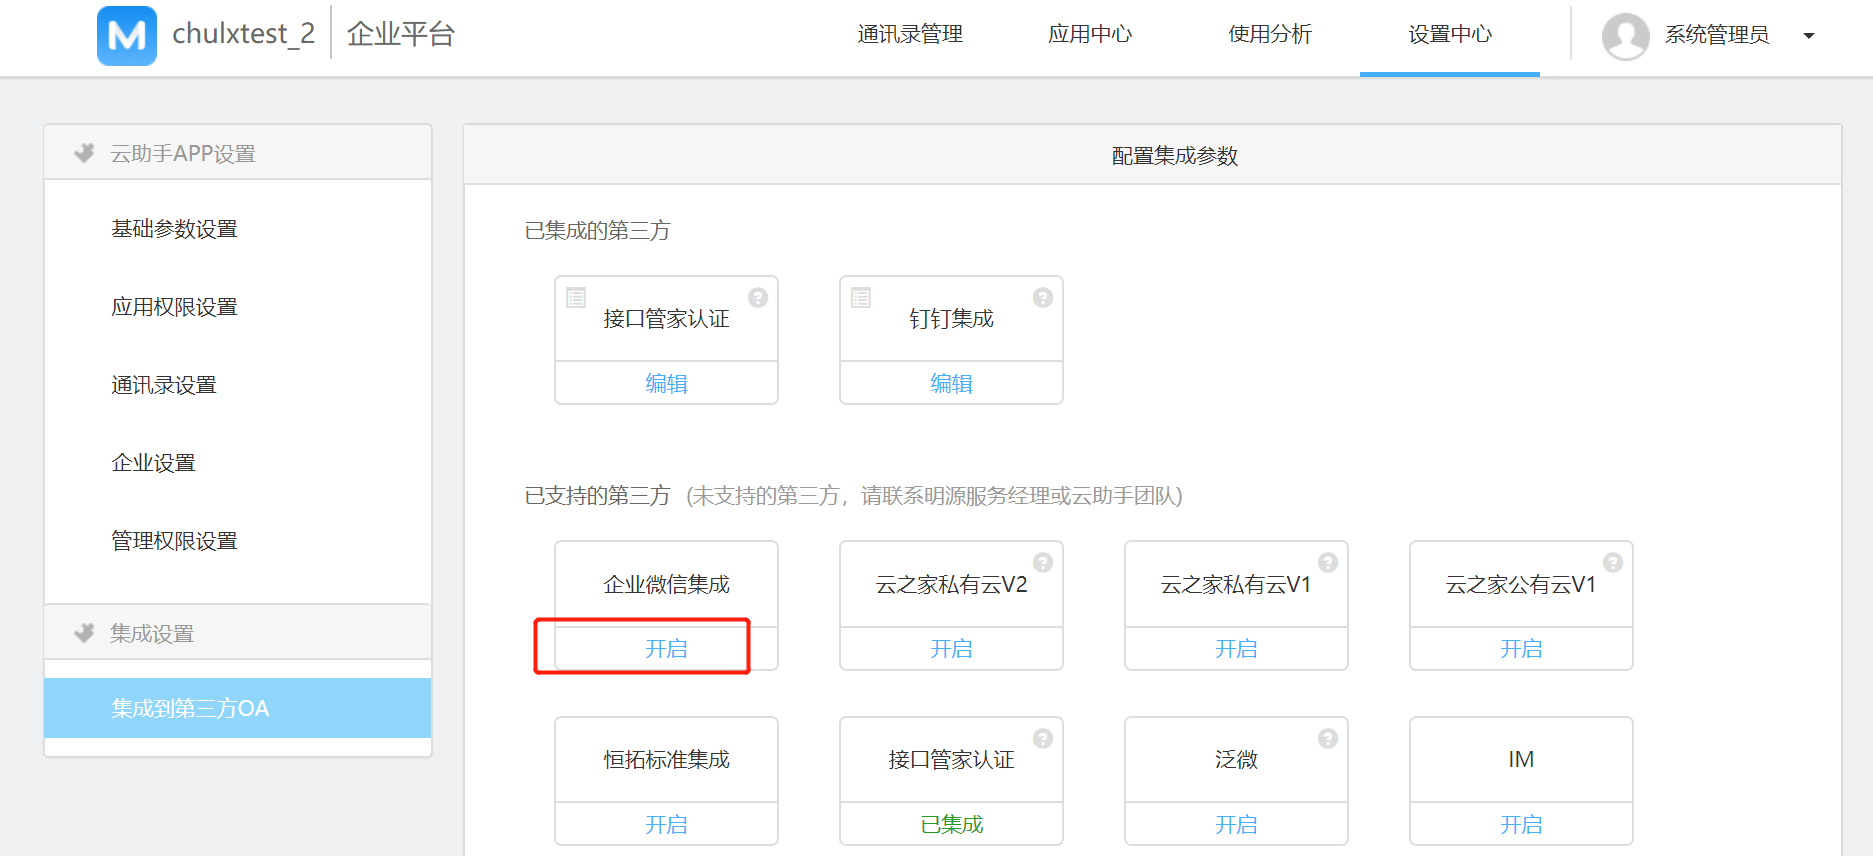 M chulxtest_2 企业平台 通讯录管理 应用中心 使用分析 设置中心 系统管理员
云助手APP设置
基础参数设置
应用权限设置
通讯录设置
企业设置
管理权限设置
集成设置
集成到第三方OA
配置集成参数
已集成的第三方
接口管家认证 ? 钉钉集成 ?
编辑 编辑
已支持的第三方 (未支持的第三方，请联系明源服务经理或云助手团队)
企业微信集成 云之家私有云V2 ? 云之家私有云V1 ? 云之家公有云V1 ?
开启 开启 开启 开启
恒拓标准集成 接口管家认证 ? 泛微 ? IM
开启 已集成 开启 开启